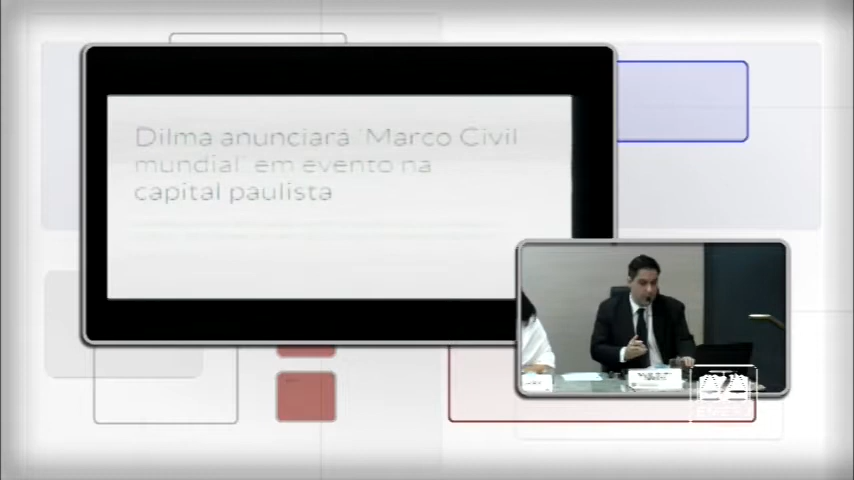 Dilma anunciará 'Marco Civil
mundial' em evento na
capital paulista